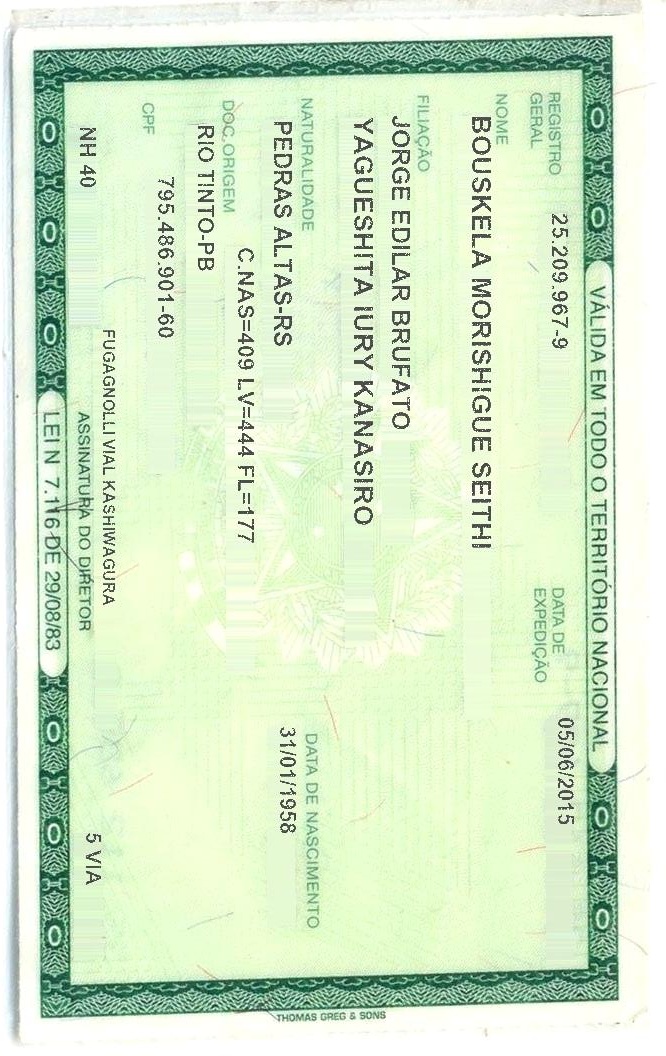 VÁLIDA EM TODO O TERRITÓRIO NACIONAL
REGISTRO GERAL 25.209.967-9 DATA DE EXPEDIÇÃO 05/06/2015
NOME
BOUSKELA MORISHIGUE SEITHI
FILIAÇÃO
JORGE EDILAR BRUFATO
YAGUESHITA IURY KANASIRO
NATURALIDADE DATA DE NASCIMENTO
PEDRAS ALTAS-RS 31/01/1958
DOC.ORIGEM C.NAS=409 LV=444 FL=177
RIO TINTO-PB
CPF 795.486.901-60
FUGAGNOLLI VIAL KASHIWAGURA
NH 40 ASSINATURA DO DIRETOR 5 VIA
LEI N 7.116 DE 29/08/83
THOMAS GREG & SONS